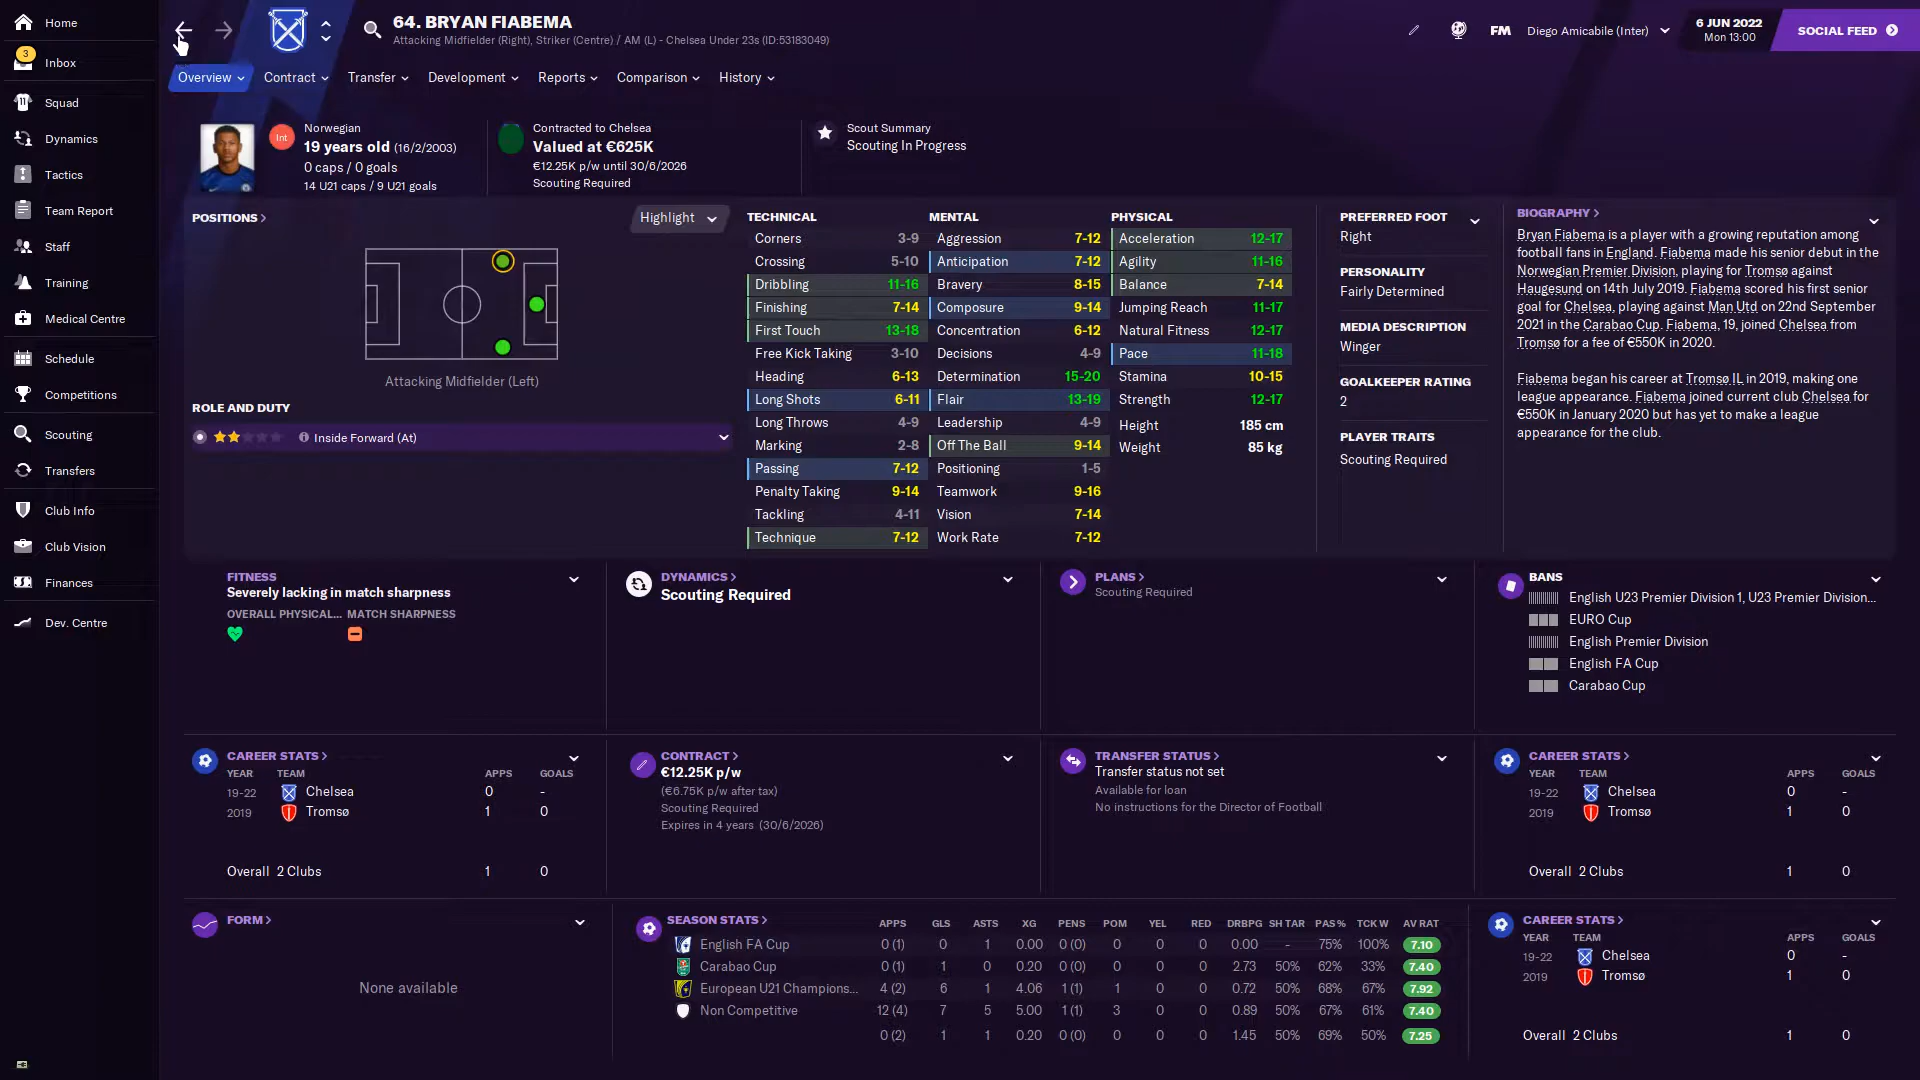 Home
3
Inbox
Squad
Dynamics
Tactics
Team Report
Staff
Training
Medical Centre
Schedule
Competitions
Scouting
Transfers
Club Info
Club Vision
Finances
Dev. Centre
64. BRYAN FIABEMA
Attacking Midfielder (Right), Striker (Centre) / AM (L) - Chelsea Under 23s (ID:53183049)
FM
Diego Amicabile (Inter)
6 JUN 2022
Mon 13:00
SOCIAL FEED
Overview
Contract
Transfer
Development
Reports
Comparison
History
Int
Norwegian
19 years old (16/2/2003)
0 caps / 0 goals
14 U21 caps / 9 U21 goals
Contracted to Chelsea
Valued at €625K
€12.25K p/w until 30/6/2026
Scouting Required
Scout Summary
Scouting In Progress
POSITIONS
Highlight
Attacking Midfielder (Left)
ROLE AND DUTY
Inside Forward (At)
TECHNICAL
Corners 3-9
Crossing 5-10
Dribbling 11-16
Finishing 7-14
First Touch 13-18
Free Kick Taking 3-10
Heading 6-13
Long Shots 6-11
Long Throws 4-9
Marking 2-8
Passing 7-12
Penalty Taking 9-14
Tackling 4-11
Technique 7-12
MENTAL
Aggression 7-12
Anticipation 7-12
Bravery 8-15
Composure 9-14
Concentration 6-12
Decisions 4-9
Determination 15-20
Flair 13-19
Leadership 4-9
Off The Ball 9-14
Positioning 1-5
Teamwork 9-16
Vision 7-14
Work Rate 7-12
PHYSICAL
Acceleration 12-17
Agility 11-16
Balance 7-14
Jumping Reach 11-17
Natural Fitness 12-17
Pace 11-18
Stamina 10-15
Strength 12-17
Height 185 cm
Weight 85 kg
PREFERRED FOOT
Right
PERSONALITY
Fairly Determined
MEDIA DESCRIPTION
Winger
GOALKEEPER RATING
2
PLAYER TRAITS
Scouting Required
BIOGRAPHY
Bryan Fiabema is a player with a growing reputation among
football fans in England. Fiabema made his senior debut in the
Norwegian Premier Division, playing for Tromsø against
Haugesund on 14th July 2019. Fiabema scored his first senior
goal for Chelsea, playing against Man Utd on 22nd September
2021 in the Carabao Cup. Fiabema, 19, joined Chelsea from
Tromsø for a fee of €550K in 2020.
Fiabema began his career at Tromsø IL in 2019, making one
league appearance. Fiabema joined current club Chelsea for
€550K in January 2020 but has yet to make a league
appearance for the club.
FITNESS
Severely lacking in match sharpness
OVERALL PHYSICAL... MATCH SHARPNESS
DYNAMICS
Scouting Required
PLANS
Scouting Required
BANS
English U23 Premier Division 1, U23 Premier Division...
EURO Cup
English Premier Division
English FA Cup
Carabao Cup
CAREER STATS
YEAR TEAM APPS GOALS
19-22 Chelsea 0 -
2019 Tromsø 1 0
Overall 2 Clubs 1 0
CONTRACT
€12.25K p/w
(€6.75K p/w after tax)
Scouting Required
Expires in 4 years (30/6/2026)
TRANSFER STATUS
Transfer status not set
Available for loan
No instructions for the Director of Football
CAREER STATS
YEAR TEAM APPS GOALS
19-22 Chelsea 0 -
2019 Tromsø 1 0
Overall 2 Clubs 1 0
FORM
None available
SEASON STATS APPS GLS ASTS XG PENS POM YEL RED DRBPG SH TAR PAS % TCK W AV RAT
English FA Cup 0 (1) 0 1 0.00 0 (0) 0 0 0 0.00 - 75% 100% 7.10
Carabao Cup 0 (1) 1 0 0.20 0 (0) 0 0 0 2.73 50% 62% 33% 7.40
European U21 Champions... 4 (2) 6 1 4.06 1 (1) 1 0 0 0.72 50% 68% 67% 7.92
Non Competitive 12 (4) 7 5 5.00 1 (1) 3 0 0 0.89 50% 67% 61% 7.40
0 (2) 1 1 0.20 0 (0) 0 0 0 1.45 50% 69% 50% 7.25
CAREER STATS
YEAR TEAM APPS GOALS
19-22 Chelsea 0 -
2019 Tromsø 1 0
Overall 2 Clubs 1 0